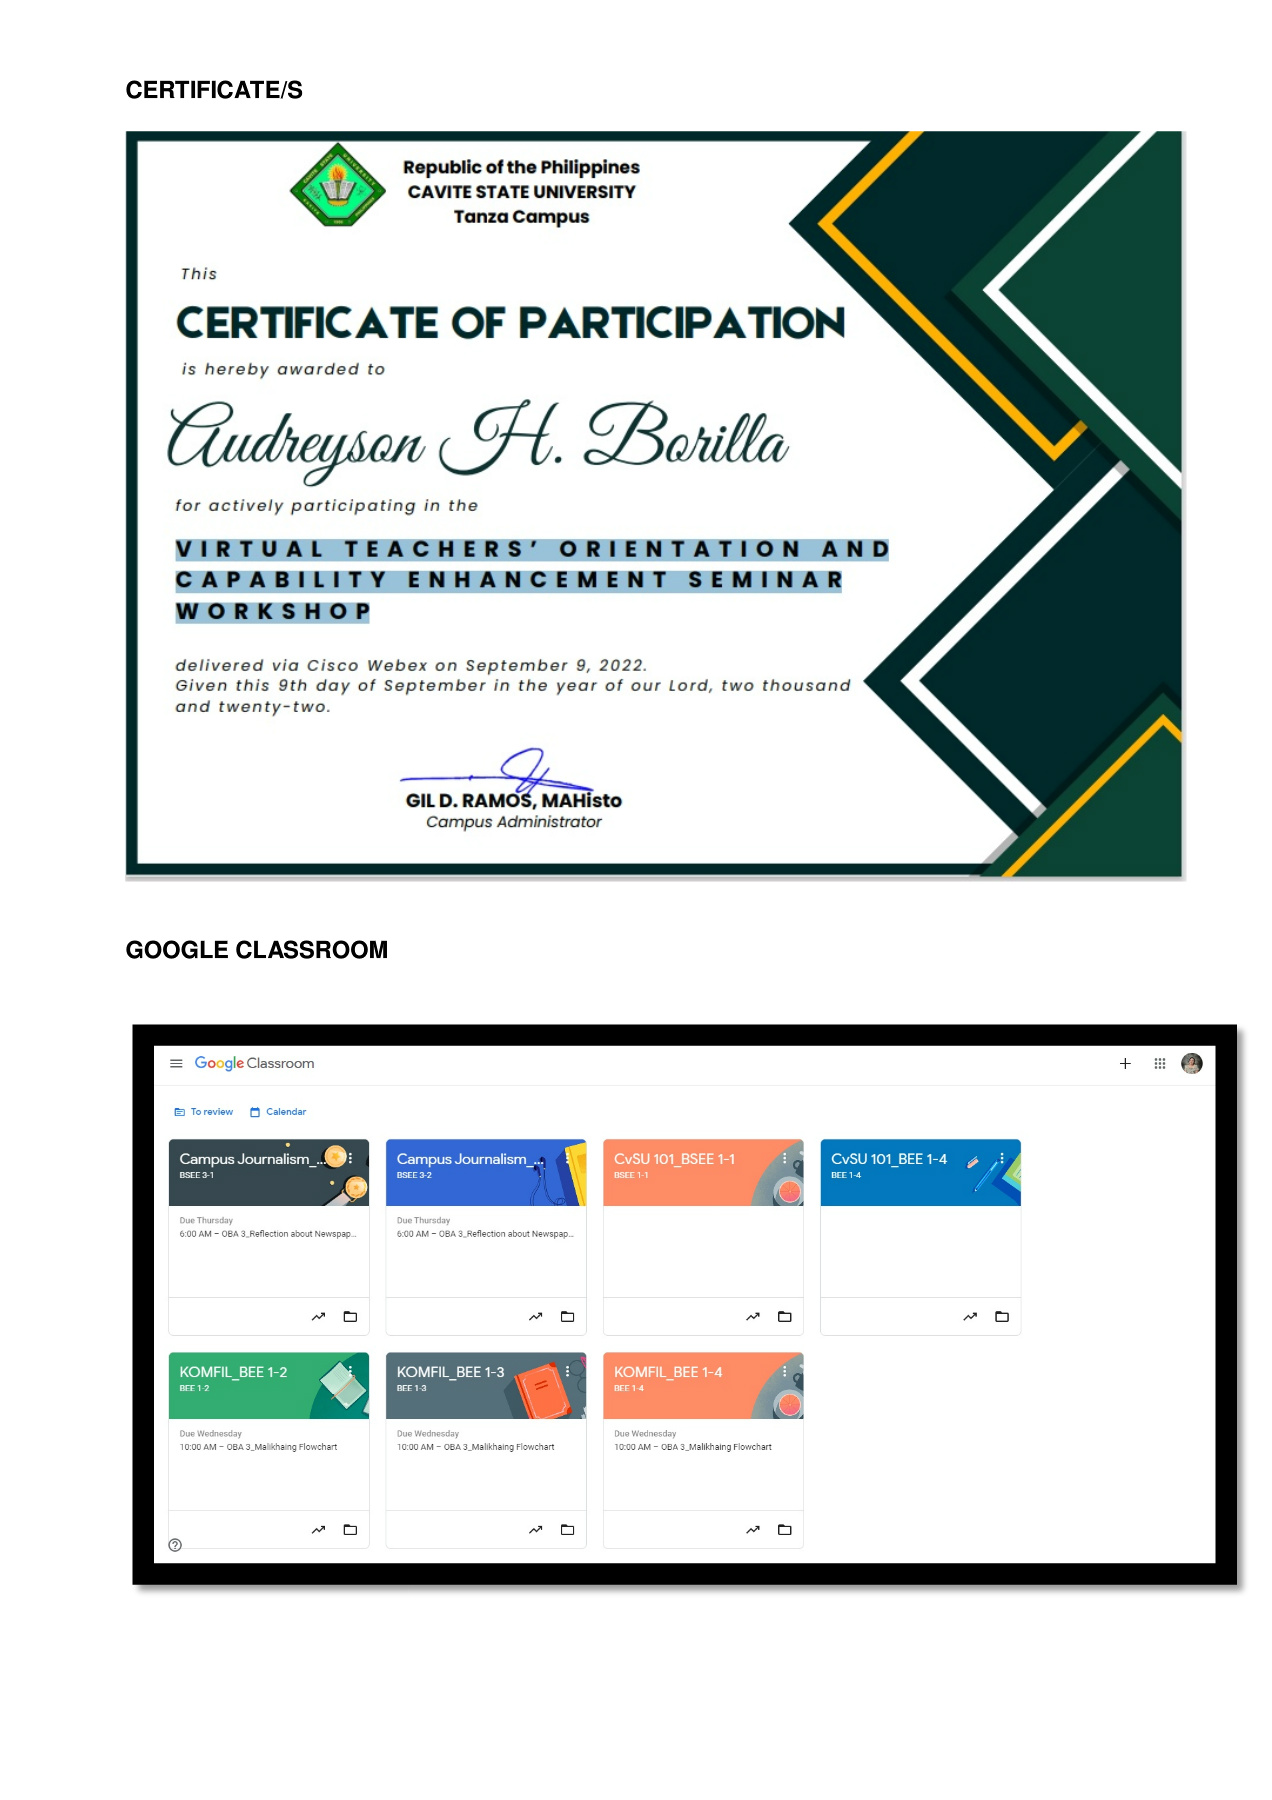 CERTIFICATE/S
Republic of the Philippines
CAVITE STATE UNIVERSITY
Tanza Campus
This
CERTIFICATE OF PARTICIPATION
is hereby awarded to
Audreyson H. Borilla
for actively participating in the
VIRTUAL TEACHERS' ORIENTATION AND
CAPABILITY ENHANCEMENT SEMINAR
WORKSHOP
delivered via Cisco Webex on September 9, 2022.
Given this 9th day of September in the year of our Lord, two thousand
and twenty-two.
GIL D. RAMOS, MAHisto
Campus Administrator
GOOGLE CLASSROOM
Google Classroom
To review Calendar
Campus Journalism_...
BSEE 3-1
Due Thursday
6:00 AM – OBA 3_Reflection about Newspap...
Campus Journalism_...
BSEE 3-2
Due Thursday
6:00 AM – OBA 3_Reflection about Newspap...
CvSU 101_BSEE 1-1
BSEE 1-1
CvSU 101_BEE 1-4
BEE 1-4
KOMFIL_BEE 1-2
BEE 1-2
Due Wednesday
10:00 AM – OBA 3_Malikhaing Flowchart
KOMFIL_BEE 1-3
BEE 1-3
Due Wednesday
10:00 AM – OBA 3_Malikhaing Flowchart
KOMFIL_BEE 1-4
BEE 1-4
Due Wednesday
10:00 AM – OBA 3_Malikhaing Flowchart